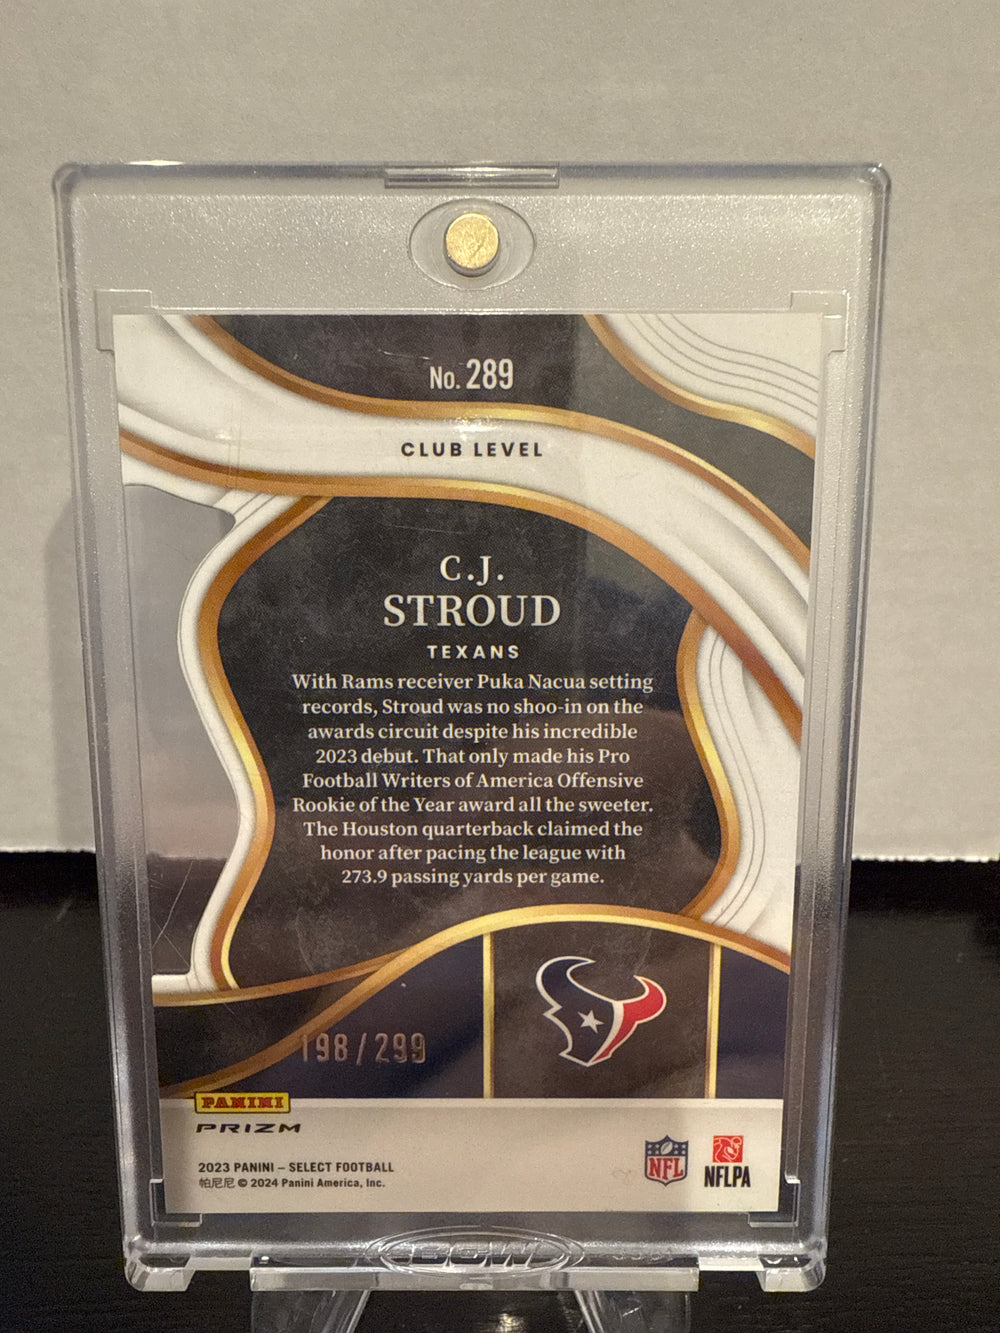 No. 289
CLUB LEVEL
C.J.
STROUD
TEXANS
With Rams receiver Puka Nacua setting
records, Stroud was no shoo-in on the
awards circuit despite his incredible
2023 debut. That only made his Pro
Football Writers of America Offensive
Rookie of the Year award all the sweeter.
The Houston quarterback claimed the
honor after pacing the league with
273.9 passing yards per game.
198/299
PANINI
PRIZM
2023 PANINI – SELECT FOOTBALL
帕尼尼 © 2024 Panini America, Inc.
NFL
NFLPA
BCW